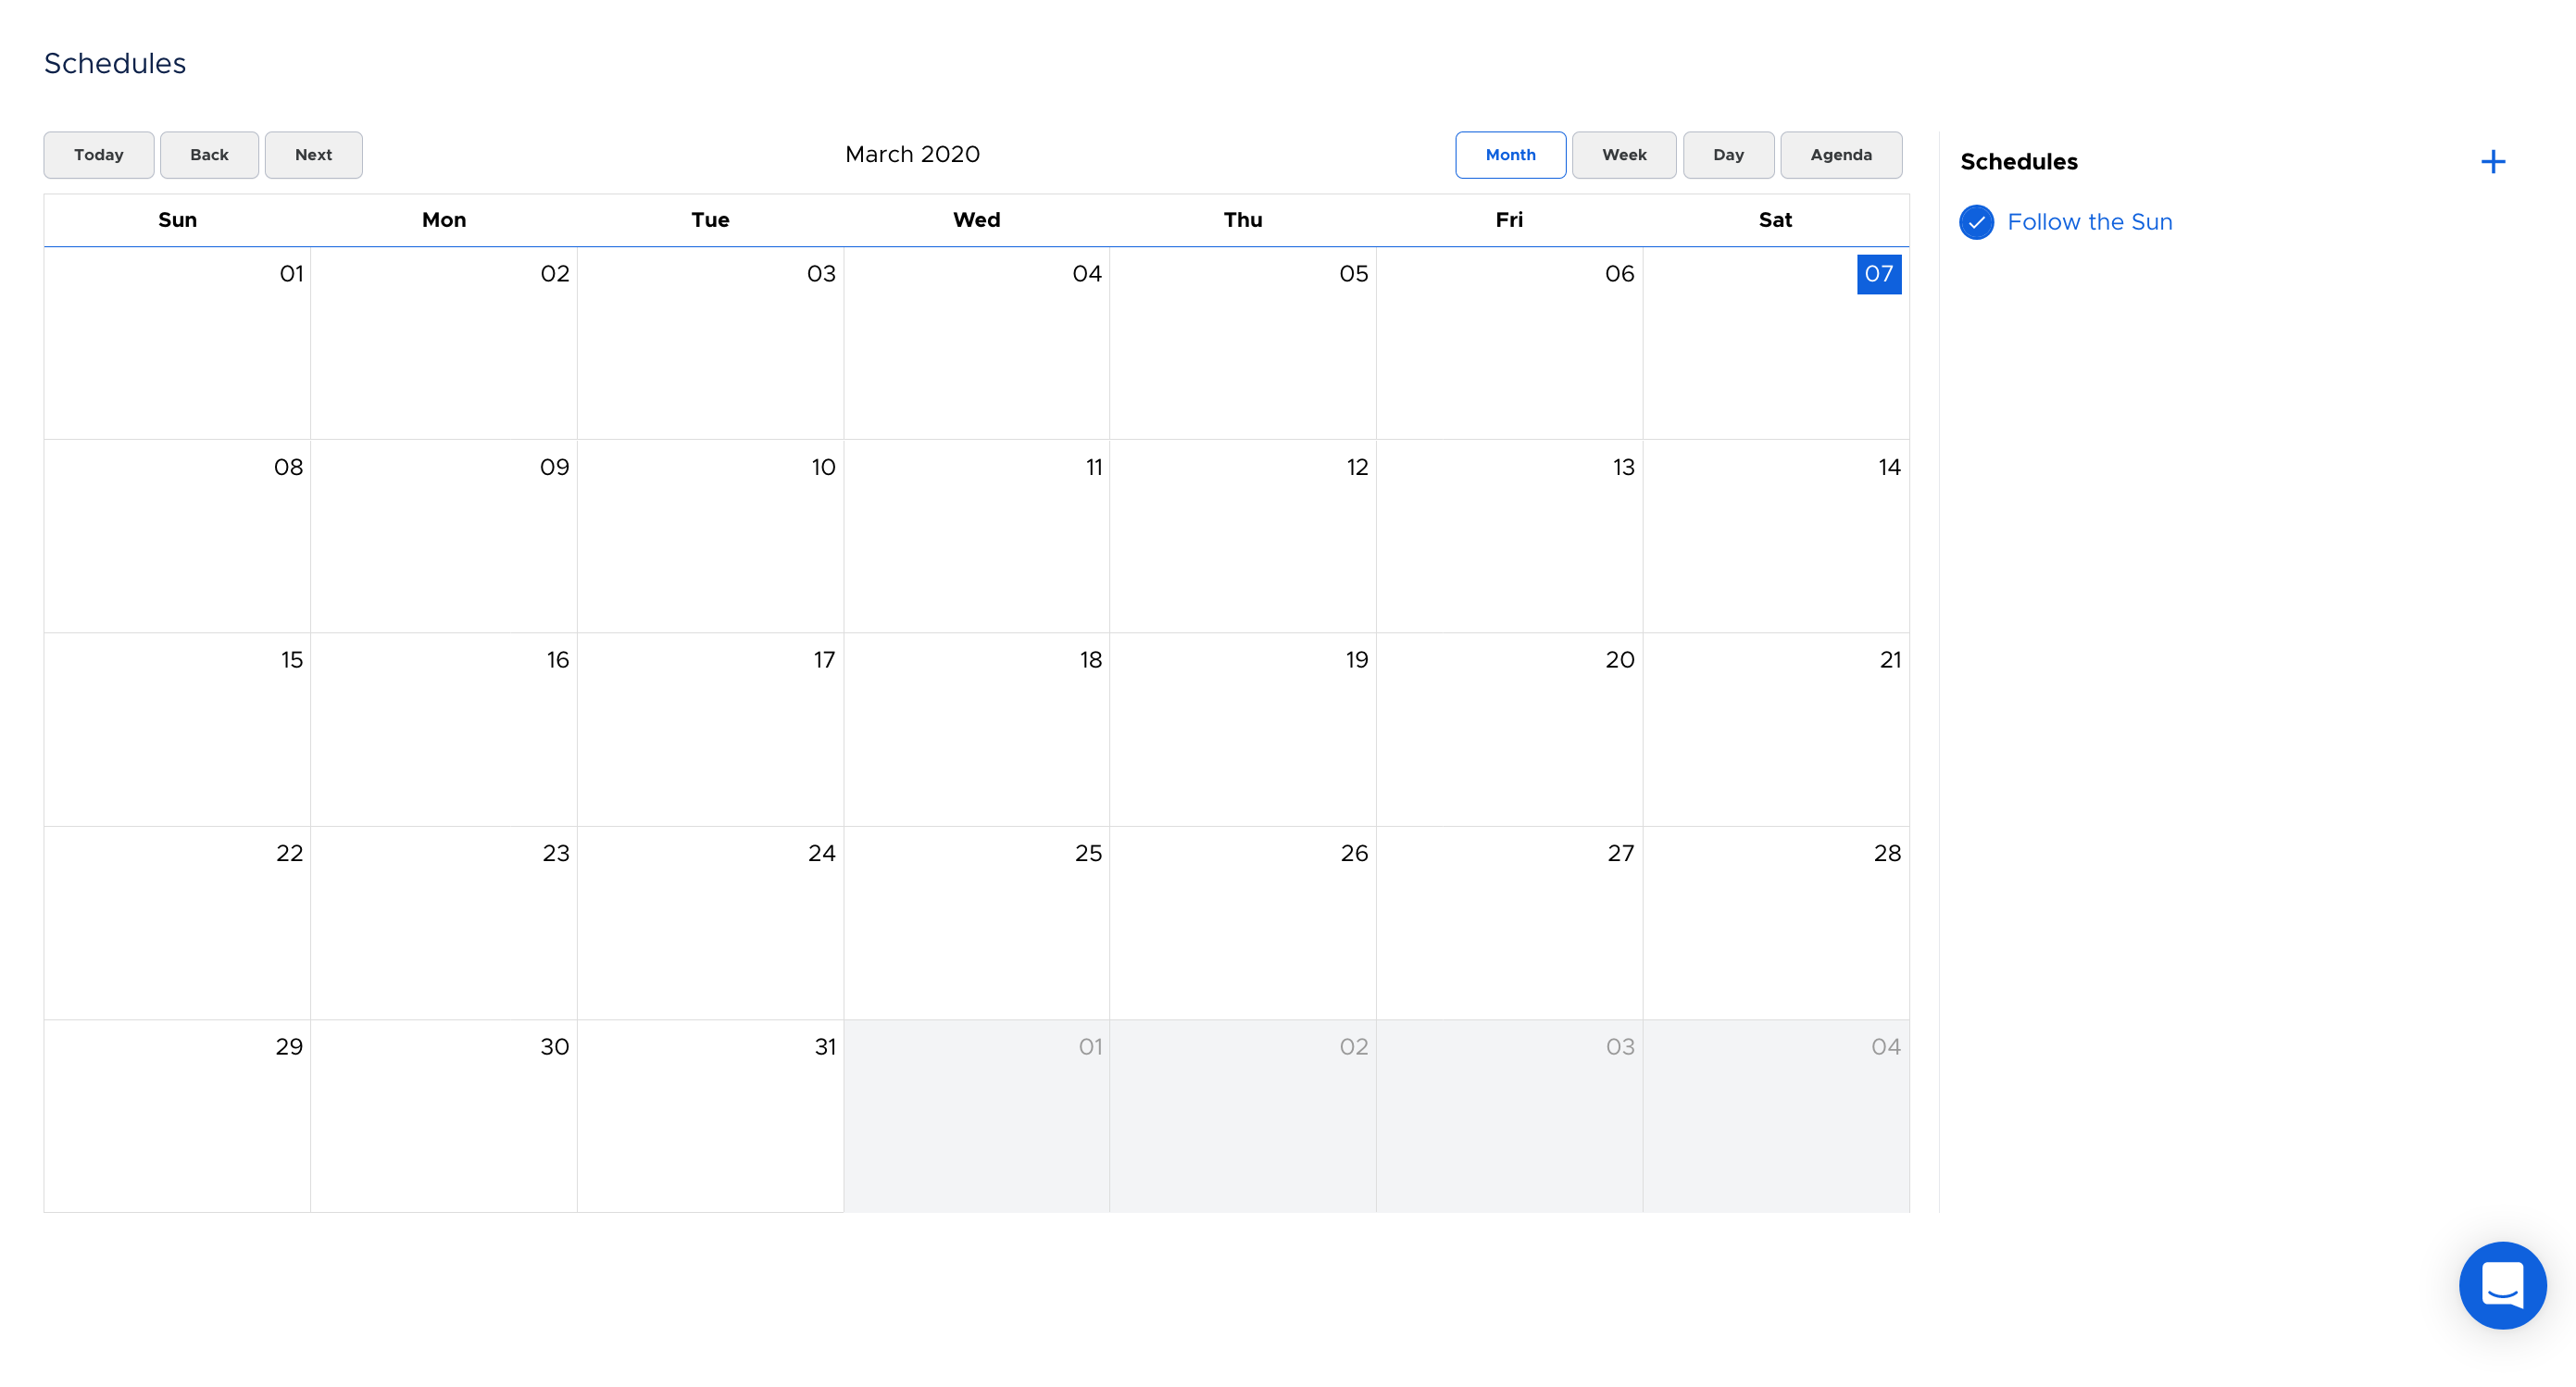 Schedules
Today Back Next March 2020 Month Week Day Agenda
Schedules
Follow the Sun
Sun Mon Tue Wed Thu Fri Sat
01 02 03 04 05 06 07
08 09 10 11 12 13 14
15 16 17 18 19 20 21
22 23 24 25 26 27 28
29 30 31 01 02 03 04